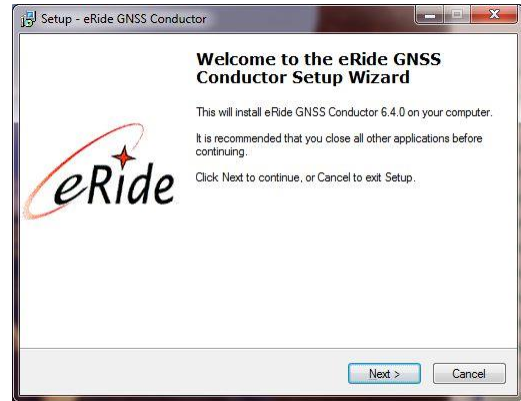 Setup - eRide GNSS Conductor
Welcome to the eRide GNSS
Conductor Setup Wizard
This will install eRide GNSS Conductor 6.4.0 on your computer.
It is recommended that you close all other applications before
continuing.
Click Next to continue, or Cancel to exit Setup.
eRide
Next >
Cancel